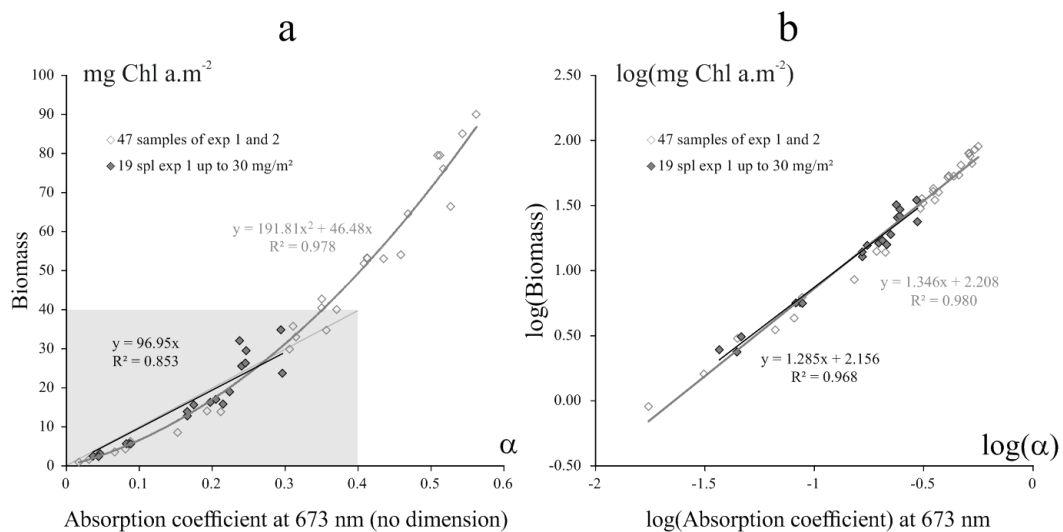 a
mg Chl a.m-2
100
90
80
70
60
50
40
30
20
10
0
Biomass
47 samples of exp 1 and 2
19 spl exp 1 up to 30 mg/m²
y = 191.81x² + 46.48x
R² = 0.978
y = 96.95x
R² = 0.853
α
0 0.1 0.2 0.3 0.4 0.5 0.6
Absorption coefficient at 673 nm (no dimension)
b
log(mg Chl a.m-2)
2.50
2.00
1.50
1.00
0.50
0.00
-0.50
log(Biomass)
47 samples of exp 1 and 2
19 spl exp 1 up to 30 mg/m²
y = 1.346x + 2.208
R² = 0.980
y = 1.285x + 2.156
R² = 0.968
log(α)
-2 -1.5 -1 -0.5 0
log(Absorption coefficient) at 673 nm